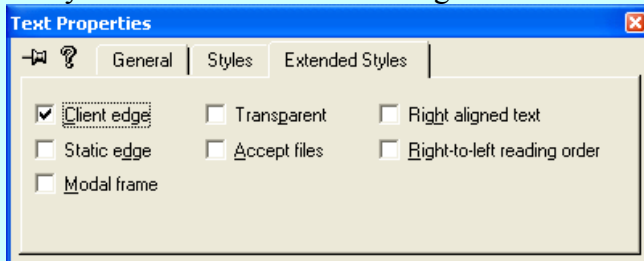 Text Properties
General Styles Extended Styles
Client edge Transparent Right aligned text
Static edge Accept files Right-to-left reading order
Modal frame